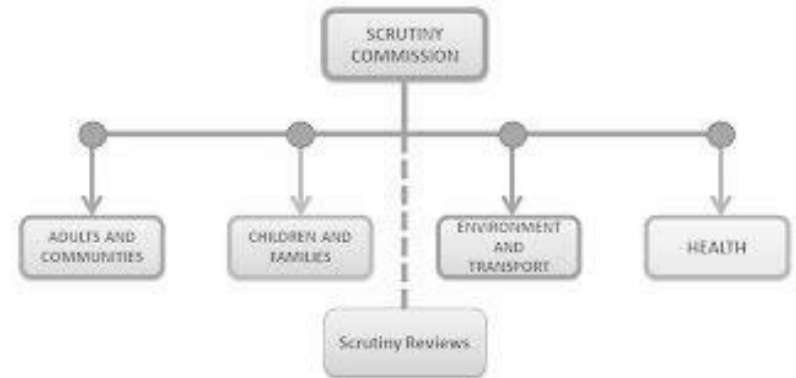 SCRUTINY
COMMISSION
ADULTS AND
COMMUNITIES
CHILDREN AND
FAMILIES
ENVIRONMENT
AND
TRANSPORT
HEALTH
Scrutiny Reviews